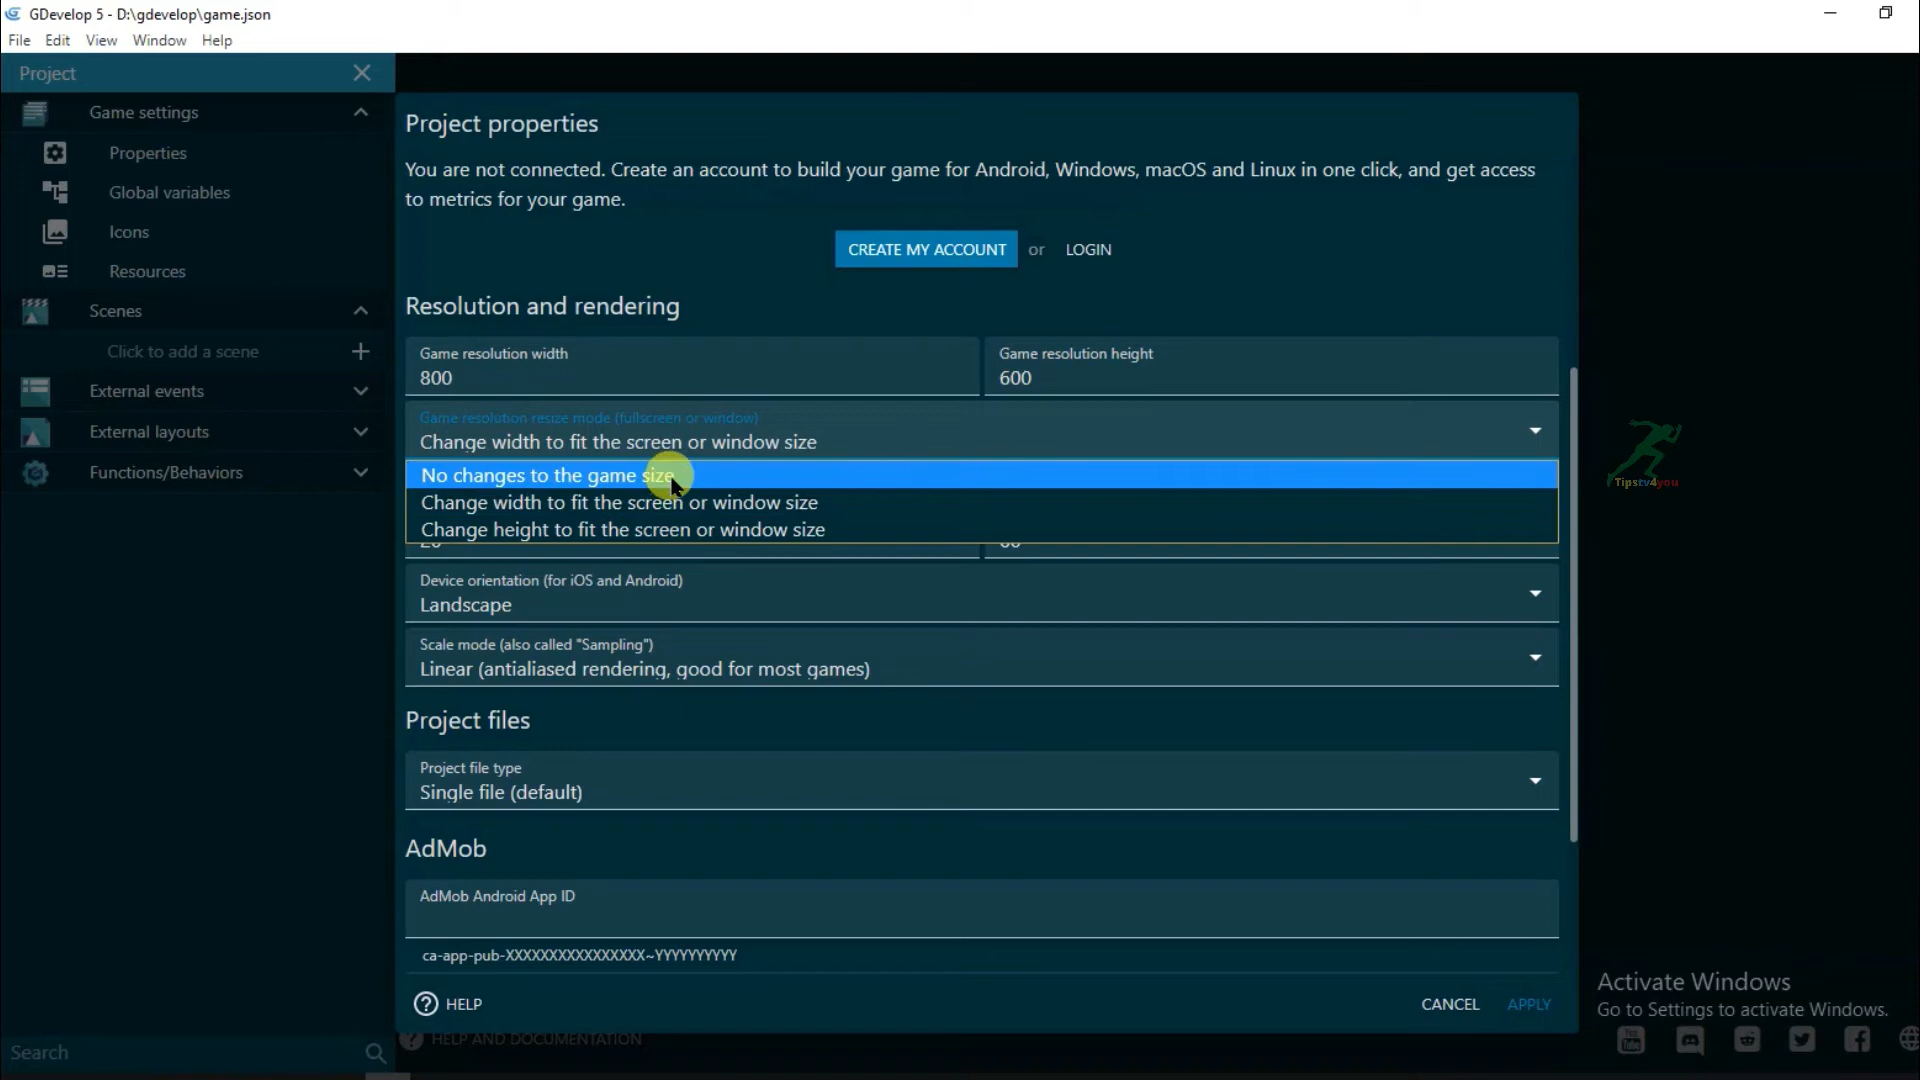 GDevelop 5 - D:\gdevelop\game.json
File Edit View Window Help
Project
Game settings
Properties
Global variables
Icons
Resources
Scenes
Click to add a scene
External events
External layouts
Functions/Behaviors
Search
Project properties
You are not connected. Create an account to build your game for Android, Windows, macOS and Linux in one click, and get access
to metrics for your game.
CREATE MY ACCOUNT or LOGIN
Resolution and rendering
Game resolution width
800
Game resolution height
600
Game resolution resize mode (fullscreen or window)
Change width to fit the screen or window size
No changes to the game size
Change width to fit the screen or window size
Change height to fit the screen or window size
Device orientation (for iOS and Android)
Landscape
Scale mode (also called "Sampling")
Linear (antialiased rendering, good for most games)
Project files
Project file type
Single file (default)
AdMob
AdMob Android App ID
ca-app-pub-XXXXXXXXXXXXXXXX~YYYYYYYYYY
HELP
CANCEL APPLY
HELP AND DOCUMENTATION
Tipstv4you
Activate Windows
Go to Settings to activate Windows.